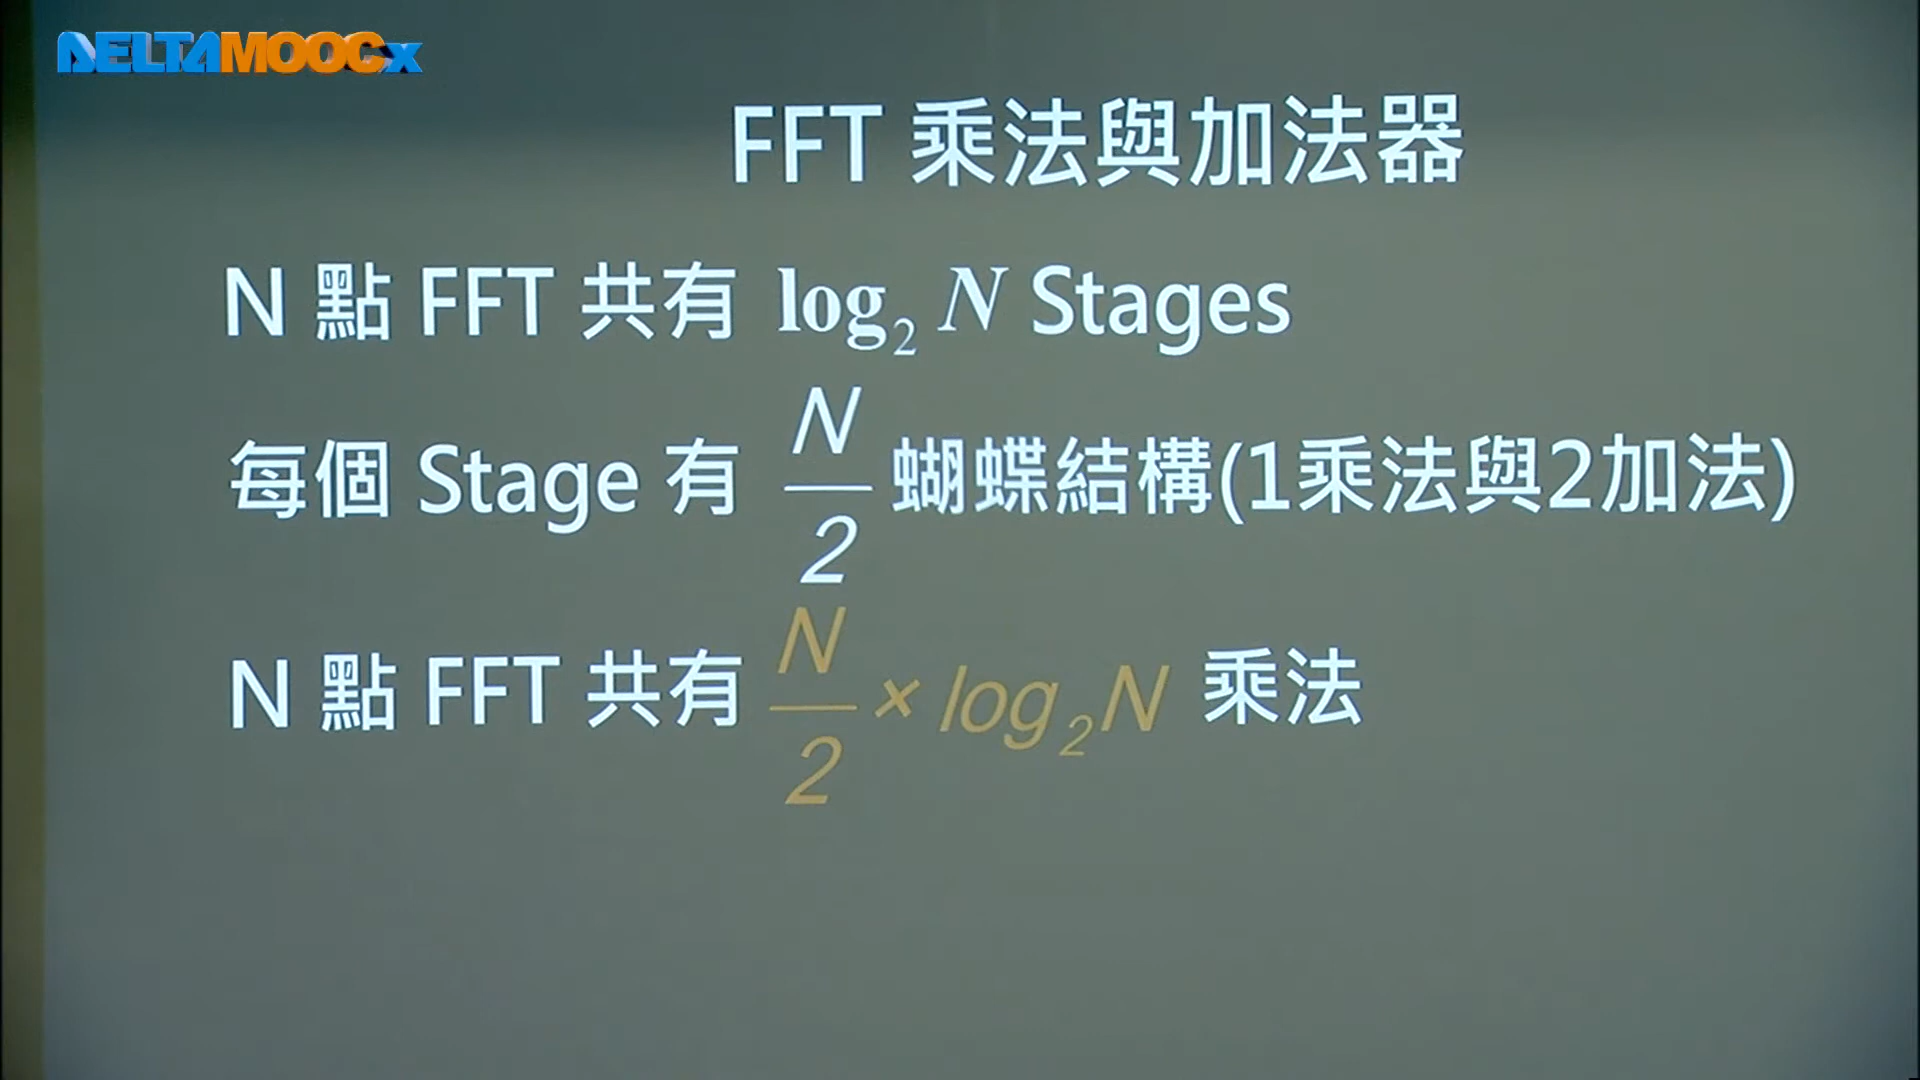 DELTAMOOCx
FFT 乘法與加法器
N 點 FFT 共有 log₂ N Stages
每個 Stage 有 N/2 蝴蝶結構(1乘法與2加法)
N 點 FFT 共有 N/2 × log₂N 乘法